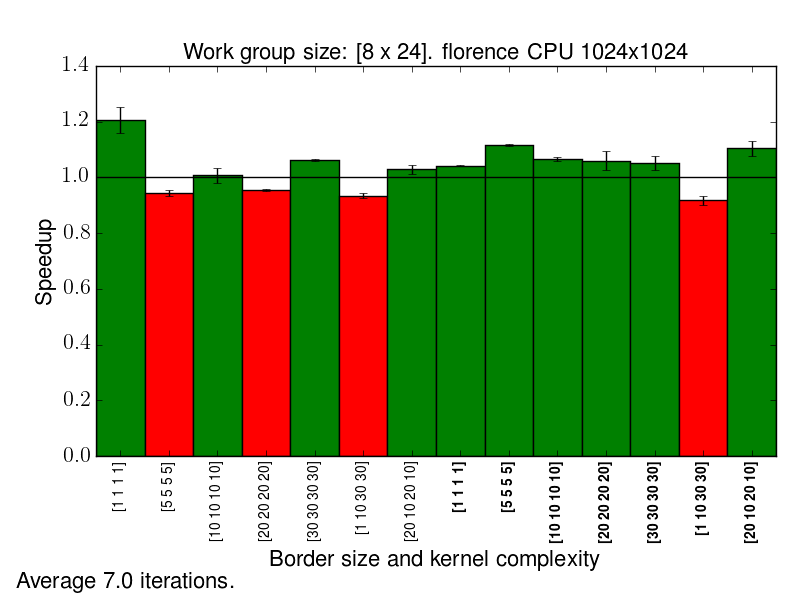 Work group size: [8 x 24]. florence CPU 1024x1024
1.4
1.2
1.0
0.8
0.6
0.4
0.2
0.0
Speedup
[1 1 1 1]
[5 5 5 5]
[10 10 10 10]
[20 20 20 20]
[30 30 30 30]
[1 10 30 30]
[20 10 20 10]
[1 1 1 1]
[5 5 5 5]
[10 10 10 10]
[20 20 20 20]
[30 30 30 30]
[1 10 30 30]
[20 10 20 10]
Border size and kernel complexity
Average 7.0 iterations.